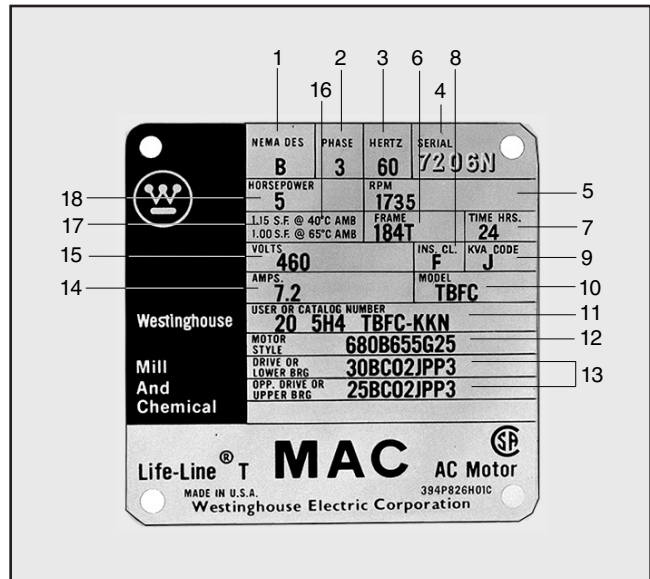 1 2 3 6 8
16 4
NEMA DES PHASE HERTZ SERIAL
B 3 60 7206N
HORSEPOWER RPM
18 5 1735 5
17 1.15 S.F. @ 40°C AMB FRAME TIME HRS.
1.00 S.F. @ 65°C AMB 184T 24 7
VOLTS INS. CL. KVA CODE
15 460 F J 9
AMPS. MODEL
14 7.2 TBFC 10
USER OR CATALOG NUMBER
Westinghouse 20 5H4 TBFC-KKN 11
MOTOR
STYLE 680B655G25 12
Mill DRIVE OR
LOWER BRG 30BC02JPP3
And OPP. DRIVE OR 13
Chemical UPPER BRG 25BC02JPP3
Life-Line® T MAC AC Motor
SA
MADE IN U.S.A. 394P826H01C
Westinghouse Electric Corporation